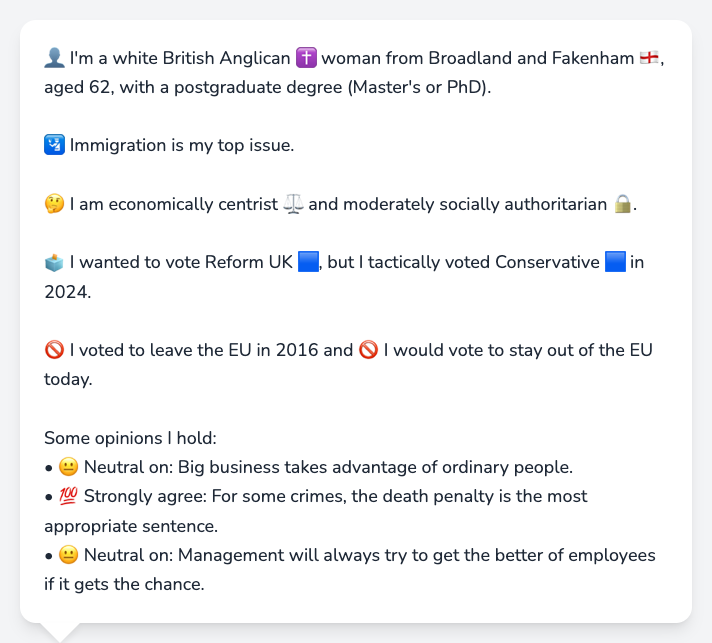 👤 I'm a white British Anglican ✝️ woman from Broadland and Fakenham 🏴󠁧󠁢󠁥󠁮󠁧󠁿,
aged 62, with a postgraduate degree (Master's or PhD).
🛂 Immigration is my top issue.
🤔 I am economically centrist ⚖️ and moderately socially authoritarian 🔒.
🗳️ I wanted to vote Reform UK 🟦, but I tactically voted Conservative 🟦 in
2024.
🚫 I voted to leave the EU in 2016 and 🚫 I would vote to stay out of the EU
today.
Some opinions I hold:
• 😐 Neutral on: Big business takes advantage of ordinary people.
• 💯 Strongly agree: For some crimes, the death penalty is the most
appropriate sentence.
• 😐 Neutral on: Management will always try to get the better of employees
if it gets the chance.